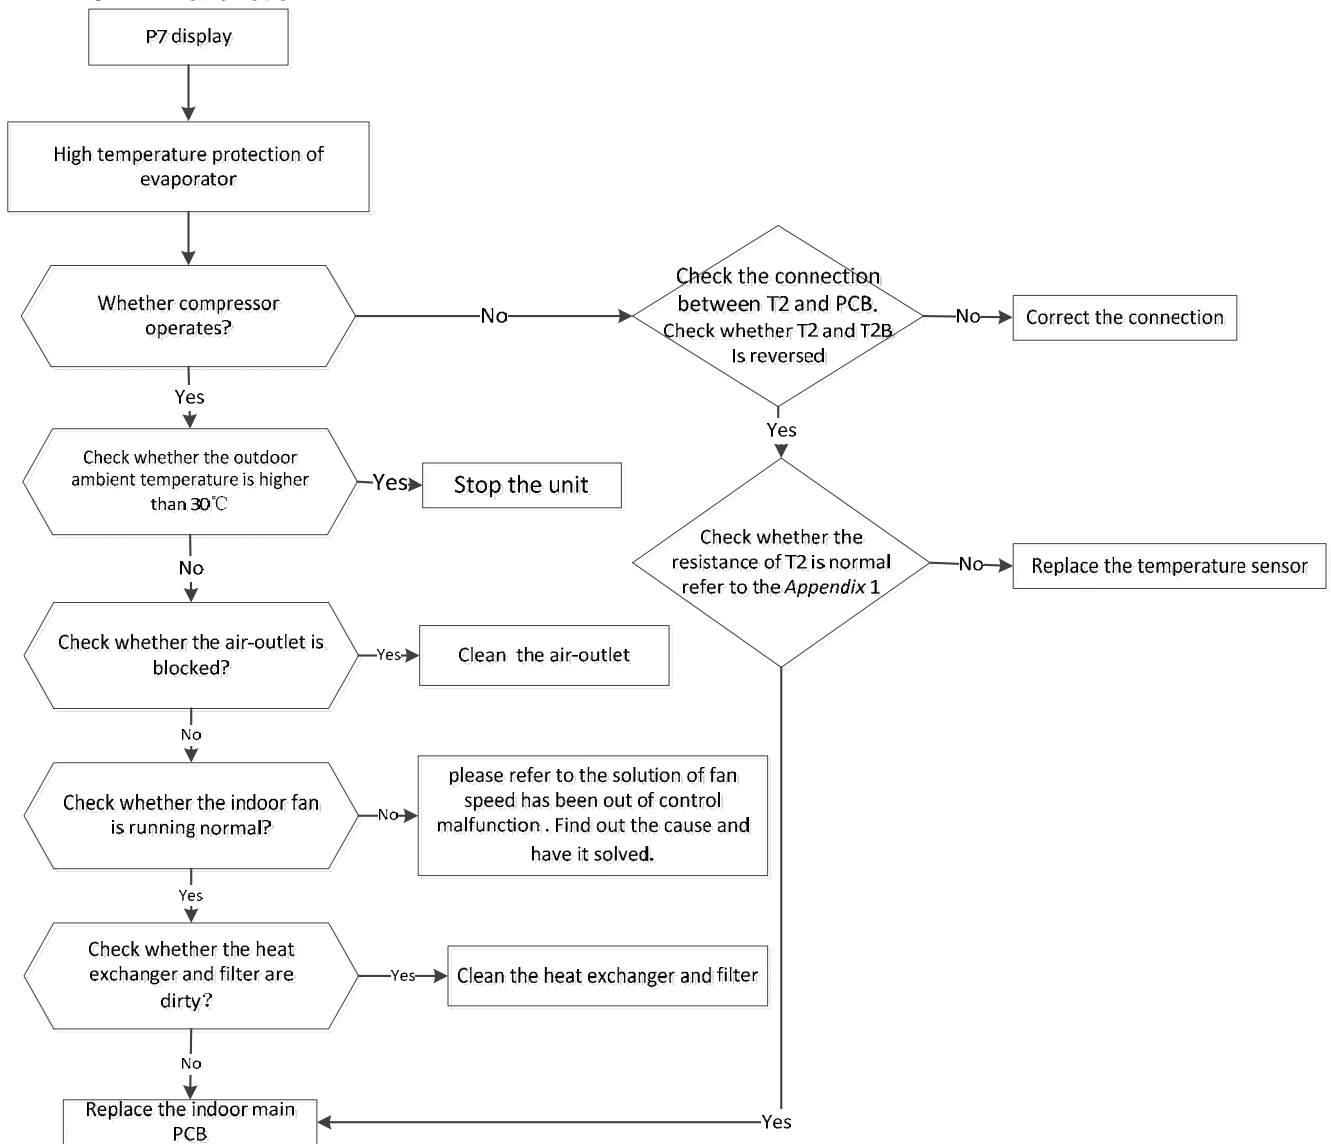 P7 display
High temperature protection of
evaporator
Whether compressor
operates?
No
Check the connection
between T2 and PCB.
Check whether T2 and T2B
Is reversed
No
Correct the connection
Yes
Yes
Check whether the outdoor
ambient temperature is higher
than 30℃
Yes
Stop the unit
No
Check whether the
resistance of T2 is normal
refer to the Appendix 1
No
Replace the temperature sensor
Check whether the air-outlet is
blocked?
Yes
Clean the air-outlet
No
Check whether the indoor fan
is running normal?
No
please refer to the solution of fan
speed has been out of control
malfunction . Find out the cause and
have it solved.
Yes
Check whether the heat
exchanger and filter are
dirty?
Yes
Clean the heat exchanger and filter
No
Replace the indoor main
PCB
Yes